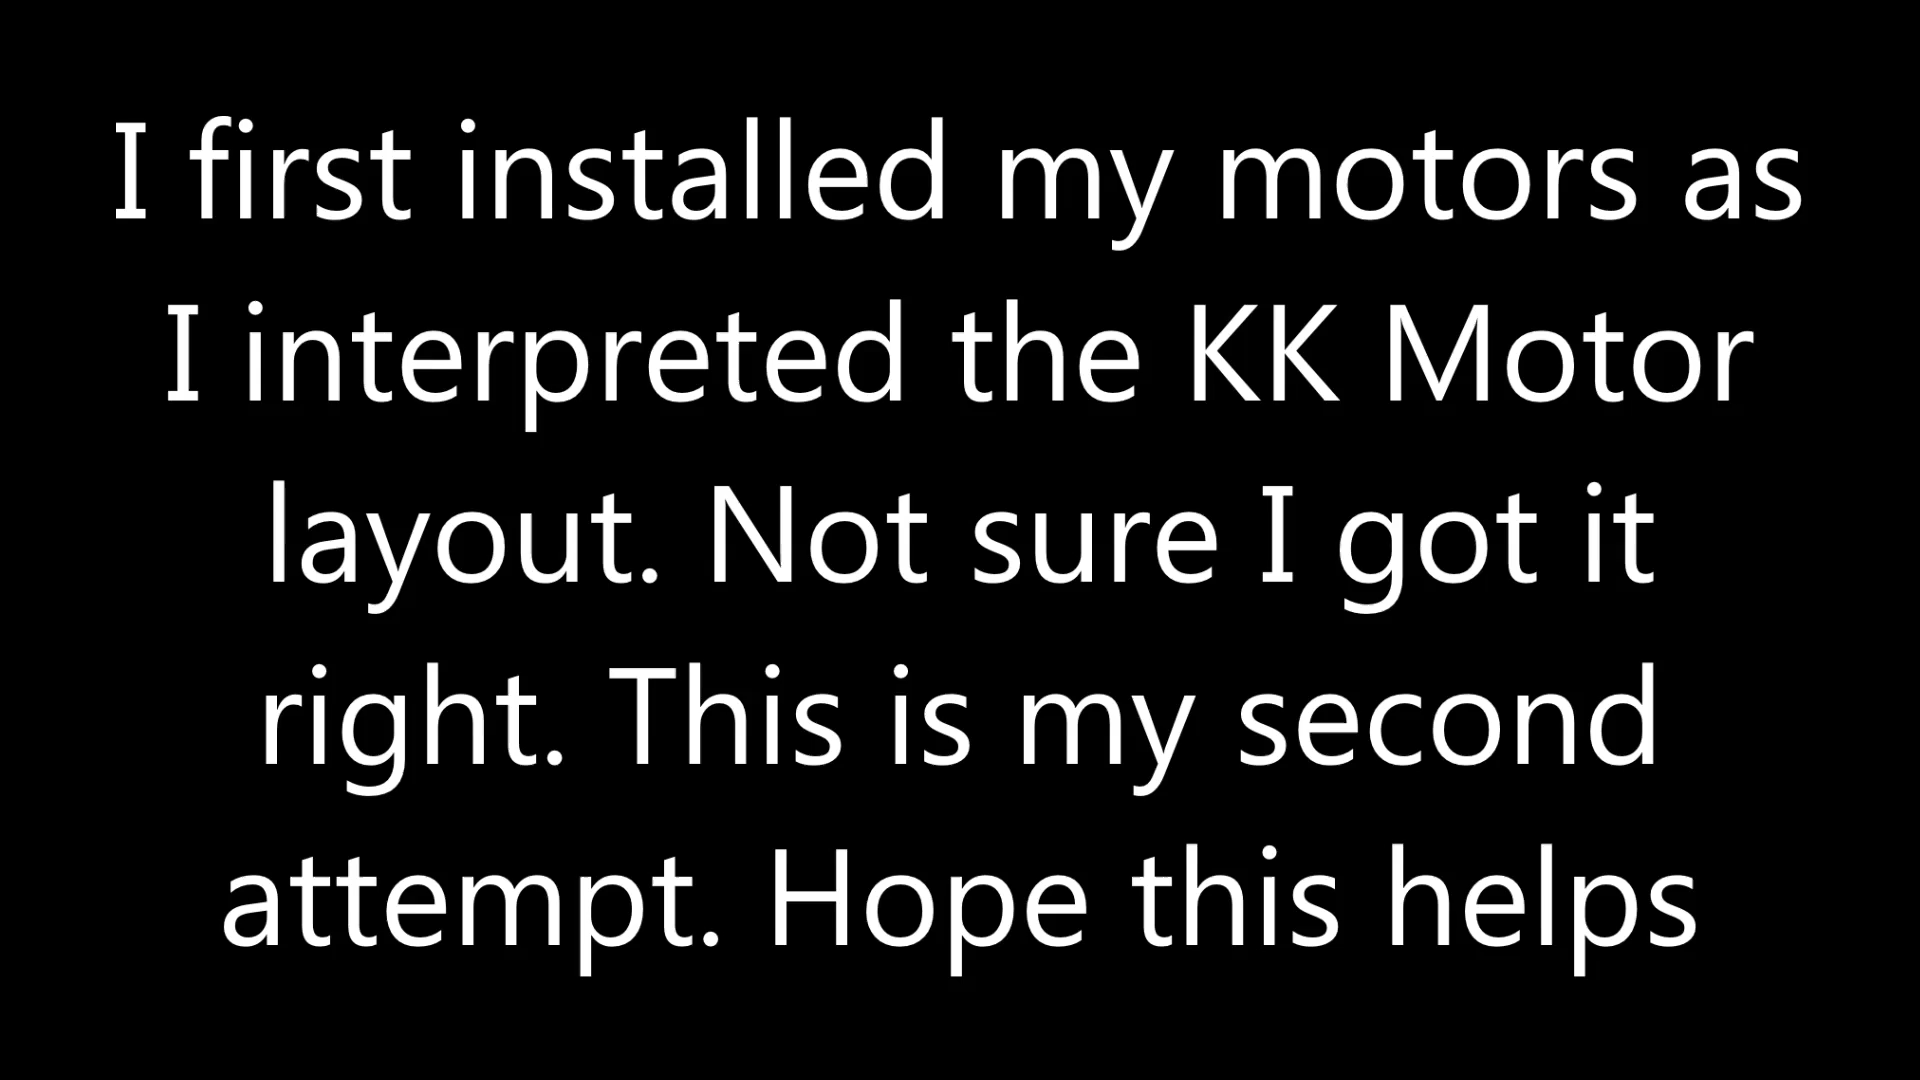 I first installed my motors as
I interpreted the KK Motor
layout. Not sure I got it
right. This is my second
attempt. Hope this helps